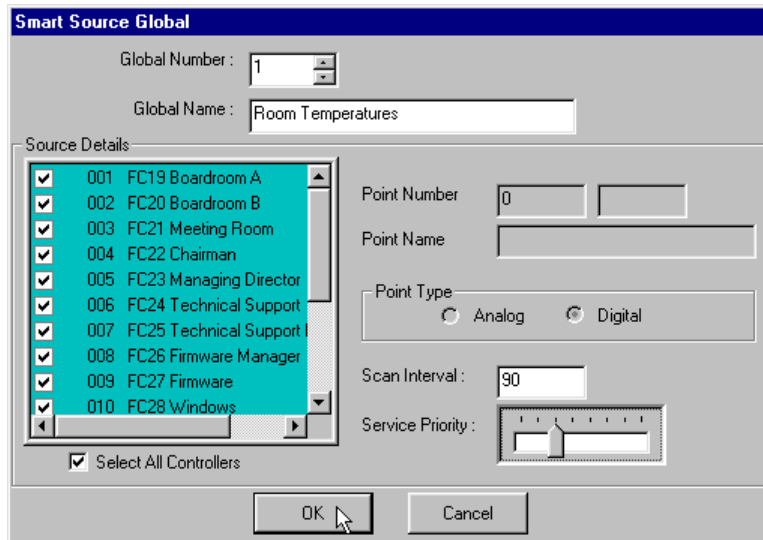 Smart Source Global
Global Number :
1
Global Name :
Room Temperatures
Source Details
001 FC19 Boardroom A
002 FC20 Boardroom B
003 FC21 Meeting Room
004 FC22 Chairman
005 FC23 Managing Director
006 FC24 Technical Support
007 FC25 Technical Support
008 FC26 Firmware Manager
009 FC27 Firmware
010 FC28 Windows
Select All Controllers
Point Number
0
Point Name
Point Type
Analog
Digital
Scan Interval :
90
Service Priority :
OK
Cancel